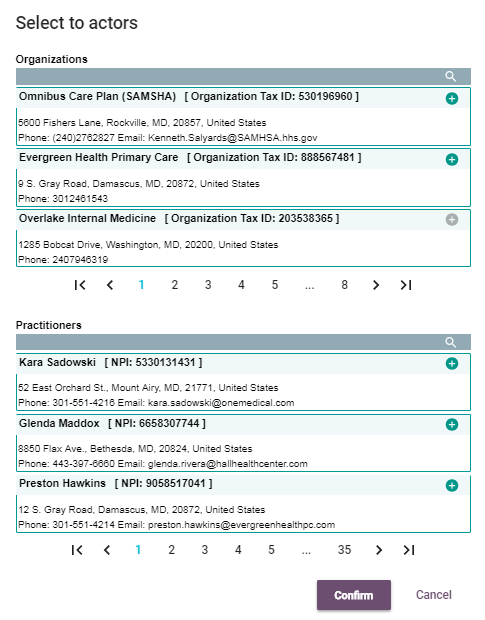 Select to actors
Organizations
Omnibus Care Plan (SAMSHA) [ Organization Tax ID: 530196960 ]
5600 Fishers Lane, Rockville, MD, 20857, United States
Phone: (240)2762827 Email: Kenneth.Salyards@SAMHSA.hhs.gov
Evergreen Health Primary Care [ Organization Tax ID: 888567481 ]
9 S. Gray Road, Damascus, MD, 20872, United States
Phone: 3012461543
Overlake Internal Medicine [ Organization Tax ID: 203538365 ]
1285 Bobcat Drive, Washington, MD, 20200, United States
Phone: 2407946319
1 2 3 4 5 ... 8
Practitioners
Kara Sadowski [ NPI: 5330131431 ]
52 East Orchard St., Mount Airy, MD, 21771, United States
Phone: 301-551-4216 Email: kara.sadowski@onemedical.com
Glenda Maddox [ NPI: 6658307744 ]
8850 Flax Ave., Bethesda, MD, 20824, United States
Phone: 443-397-6660 Email: glenda.rivera@hallhealthcenter.com
Preston Hawkins [ NPI: 9058517041 ]
12 S. Gray Road, Damascus, MD, 20872, United States
Phone: 301-551-4214 Email: preston.hawkins@evergreenhealthpc.com
1 2 3 4 5 ... 35
Confirm Cancel